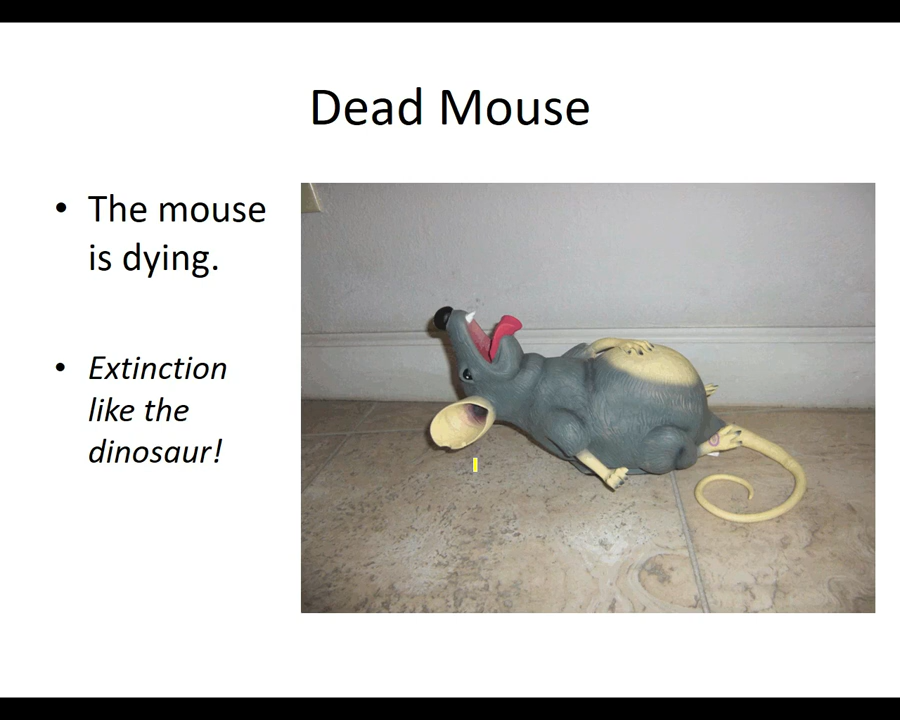 Dead Mouse
• The mouse
is dying.
• Extinction
like the
dinosaur!